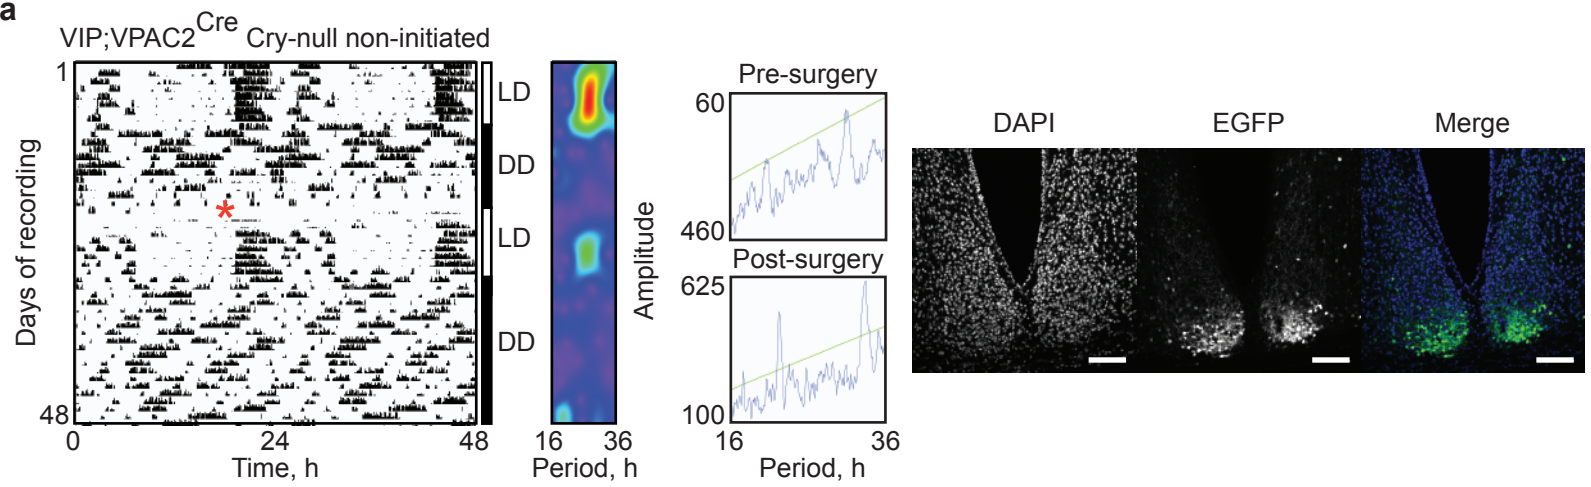 a
VIP;VPAC2Cre Cry-null non-initiated
1
48
Days of recording
0
24
48
Time, h
LD
DD
LD
DD
16
36
Period, h
Amplitude
Pre-surgery
60
460
Post-surgery
625
100
16
36
Period, h
DAPI
EGFP
Merge
*